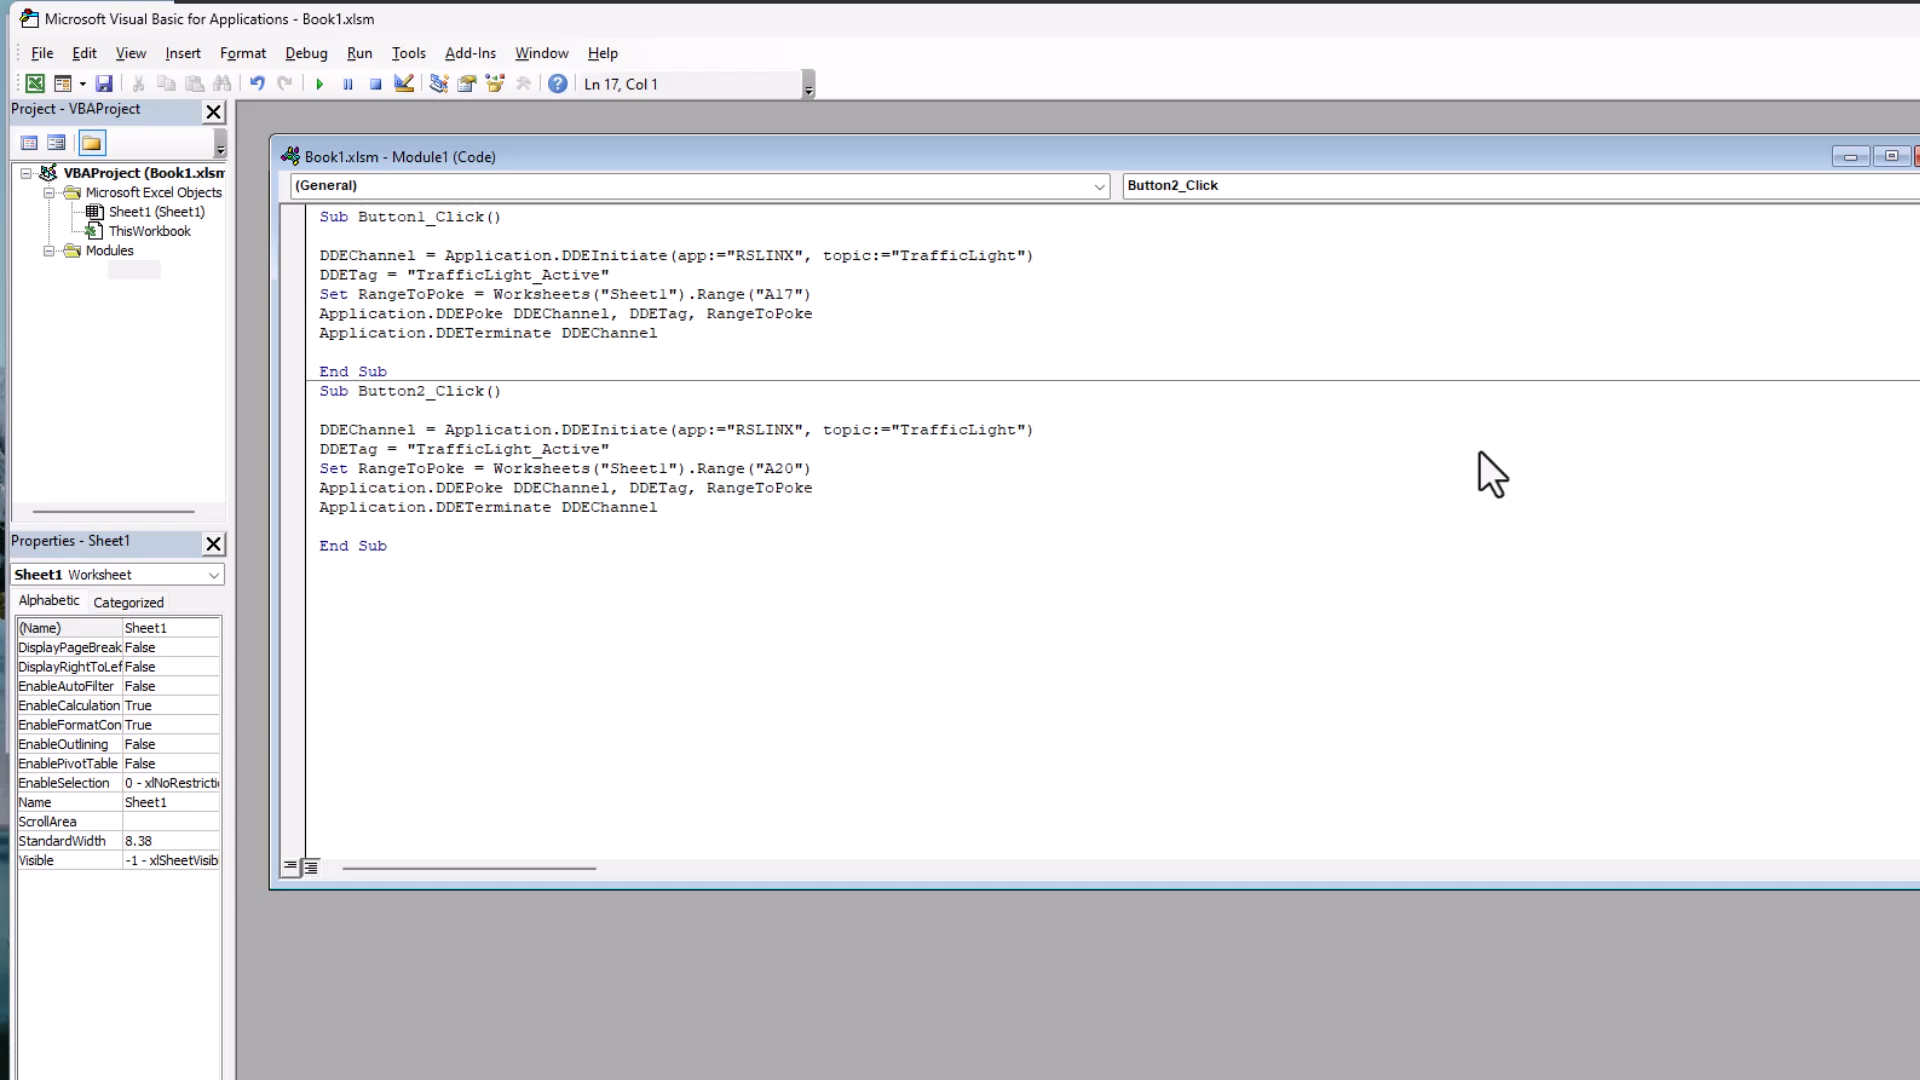 Microsoft Visual Basic for Applications - Book1.xlsm
File Edit View Insert Format Debug Run Tools Add-Ins Window Help
Ln 17, Col 1
Project - VBAProject
VBAProject (Book1.xlsm
Microsoft Excel Objects
Sheet1 (Sheet1)
ThisWorkbook
Modules
Book1.xlsm - Module1 (Code)
(General) Button2_Click
Sub Button1_Click()
DDEChannel = Application.DDEInitiate(app:="RSLINX", topic:="TrafficLight")
DDETag = "TrafficLight_Active"
Set RangeToPoke = Worksheets("Sheet1").Range("A17")
Application.DDEPoke DDEChannel, DDETag, RangeToPoke
Application.DDETerminate DDEChannel
End Sub
Sub Button2_Click()
DDEChannel = Application.DDEInitiate(app:="RSLINX", topic:="TrafficLight")
DDETag = "TrafficLight_Active"
Set RangeToPoke = Worksheets("Sheet1").Range("A20")
Application.DDEPoke DDEChannel, DDETag, RangeToPoke
Application.DDETerminate DDEChannel
End Sub
Properties - Sheet1
Sheet1 Worksheet
Alphabetic Categorized
(Name) Sheet1
DisplayPageBreak False
DisplayRightToLef False
EnableAutoFilter False
EnableCalculation True
EnableFormatCon True
EnableOutlining False
EnablePivotTable False
EnableSelection 0 - xlNoRestricti
Name Sheet1
ScrollArea
StandardWidth 8.38
Visible -1 - xlSheetVisib